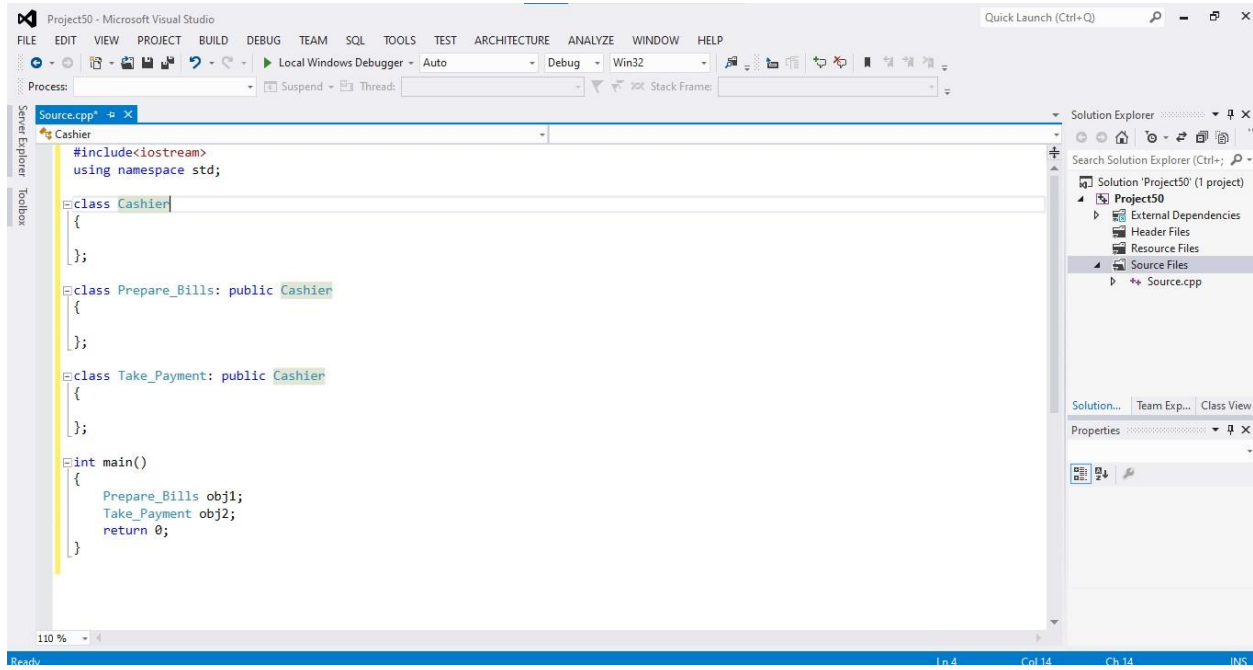 Project50 - Microsoft Visual Studio
Quick Launch (Ctrl+Q)
FILE EDIT VIEW PROJECT BUILD DEBUG TEAM SQL TOOLS TEST ARCHITECTURE ANALYZE WINDOW HELP
Local Windows Debugger Auto Debug Win32
Process: Suspend Thread: Stack Frame:
Server Explorer
Toolbox
Source.cpp*
Cashier
#include<iostream>
using namespace std;
class Cashier
{
};
class Prepare_Bills: public Cashier
{
};
class Take_Payment: public Cashier
{
};
int main()
{
Prepare_Bills obj1;
Take_Payment obj2;
return 0;
}
110 %
Solution Explorer
Search Solution Explorer (Ctrl+;
Solution 'Project50' (1 project)
Project50
External Dependencies
Header Files
Resource Files
Source Files
Source.cpp
Solution... Team Exp... Class View
Properties
Ready Ln 4 Col 14 Ch 14 INS